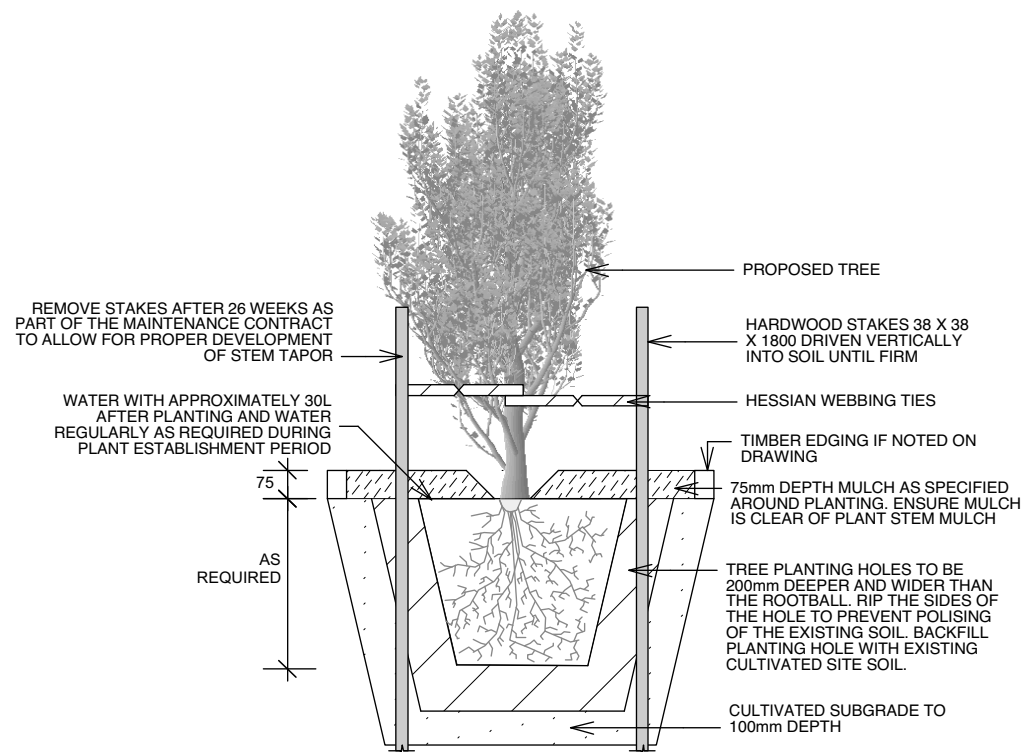 REMOVE STAKES AFTER 26 WEEKS AS
PART OF THE MAINTENANCE CONTRACT
TO ALLOW FOR PROPER DEVELOPMENT
OF STEM TAPOR
WATER WITH APPROXIMATELY 30L
AFTER PLANTING AND WATER
REGULARLY AS REQUIRED DURING
PLANT ESTABLISHMENT PERIOD
75
AS
REQUIRED
PROPOSED TREE
HARDWOOD STAKES 38 X 38
X 1800 DRIVEN VERTICALLY
INTO SOIL UNTIL FIRM
HESSIAN WEBBING TIES
TIMBER EDGING IF NOTED ON
DRAWING
75mm DEPTH MULCH AS SPECIFIED
AROUND PLANTING. ENSURE MULCH
IS CLEAR OF PLANT STEM MULCH
TREE PLANTING HOLES TO BE
200mm DEEPER AND WIDER THAN
THE ROOTBALL. RIP THE SIDES OF
THE HOLE TO PREVENT POLISING
OF THE EXISTING SOIL. BACKFILL
PLANTING HOLE WITH EXISTING
CULTIVATED SITE SOIL.
CULTIVATED SUBGRADE TO
100mm DEPTH